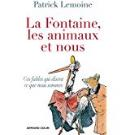 Patrick Lemoine
La Fontaine,
les animaux
et nous
Ces fables qui disent
ce que nous sommes
ARMAND COLIN